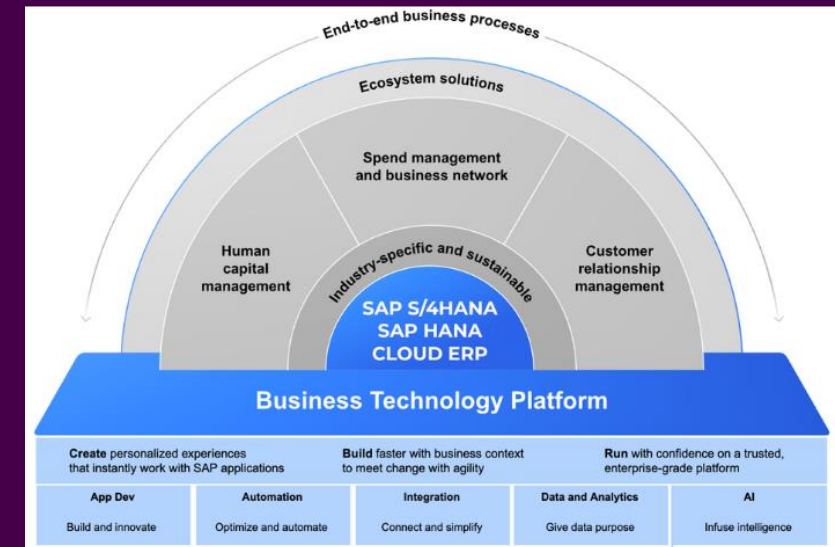 End-to-end business processes
Ecosystem solutions
Spend management
and business network
Human
capital
management
Customer
relationship
management
Industry-specific and sustainable
SAP S/4HANA
SAP HANA
CLOUD ERP
Business Technology Platform
Create personalized experiences
that instantly work with SAP applications
Build faster with business context
to meet change with agility
Run with confidence on a trusted,
enterprise-grade platform
App Dev
Build and innovate
Automation
Optimize and automate
Integration
Connect and simplify
Data and Analytics
Give data purpose
AI
Infuse intelligence